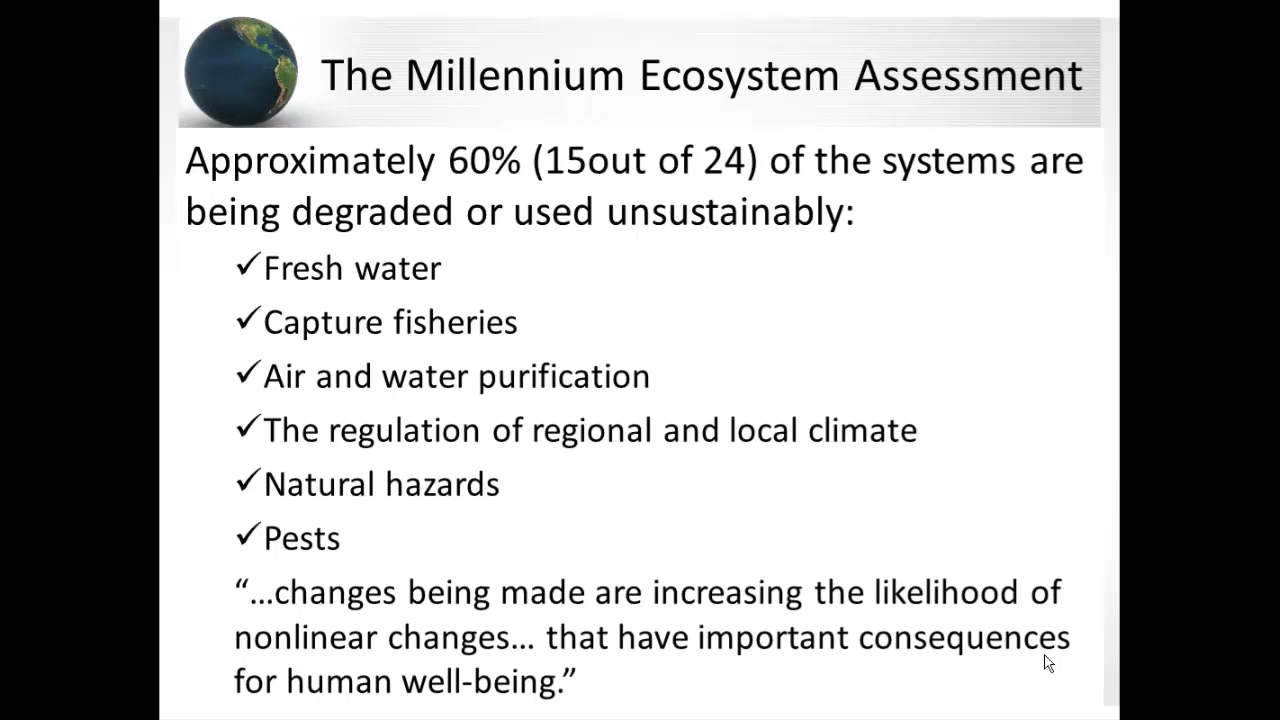 The Millennium Ecosystem Assessment
Approximately 60% (15out of 24) of the systems are
being degraded or used unsustainably:
✓Fresh water
✓Capture fisheries
✓Air and water purification
✓The regulation of regional and local climate
✓Natural hazards
✓Pests
“…changes being made are increasing the likelihood of
nonlinear changes… that have important consequences
for human well-being.”